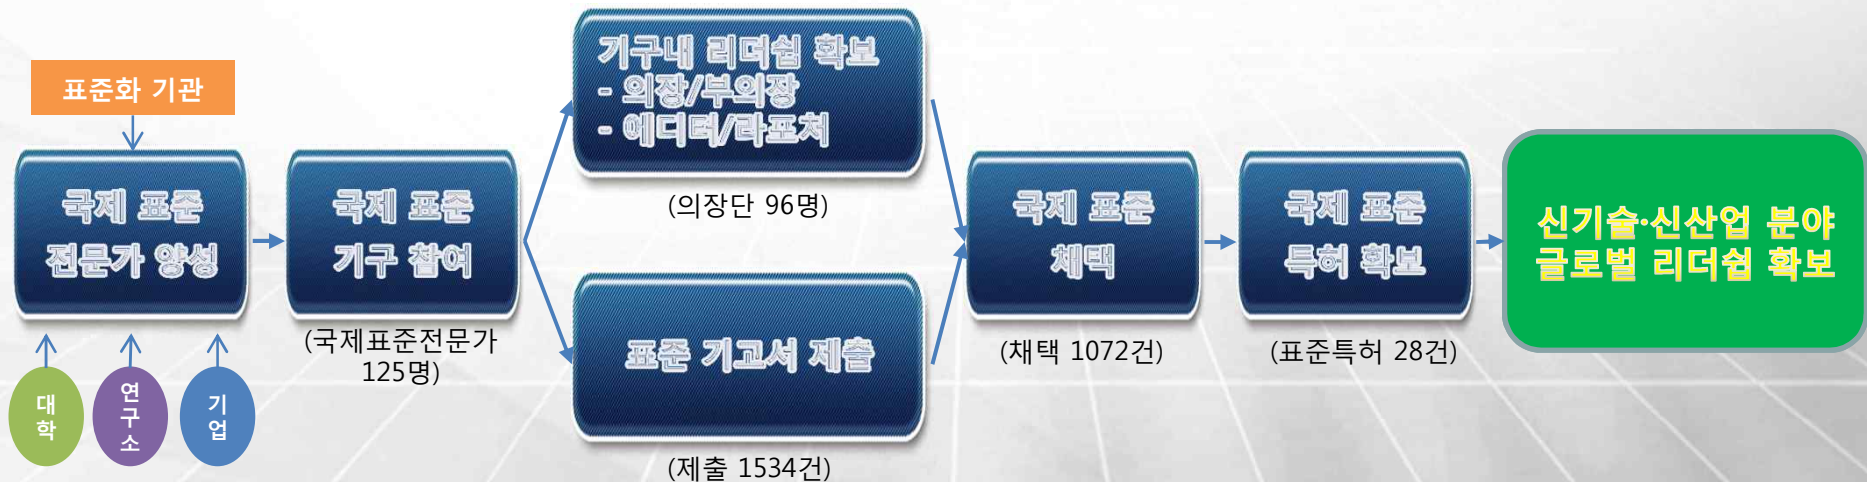 표준화 기관
국제 표준
전문가 양성
대
학
연
구
소
기
업
국제 표준
기구 참여
(국제표준전문가
125명)
기구내 리더쉽 확보
- 의장/부의장
- 에디터/라포처
(의장단 96명)
표준 기고서 제출
(제출 1534건)
국제 표준
채택
(채택 1072건)
국제 표준
특허 확보
(표준특허 28건)
신기술·신산업 분야
글로벌 리더쉽 확보